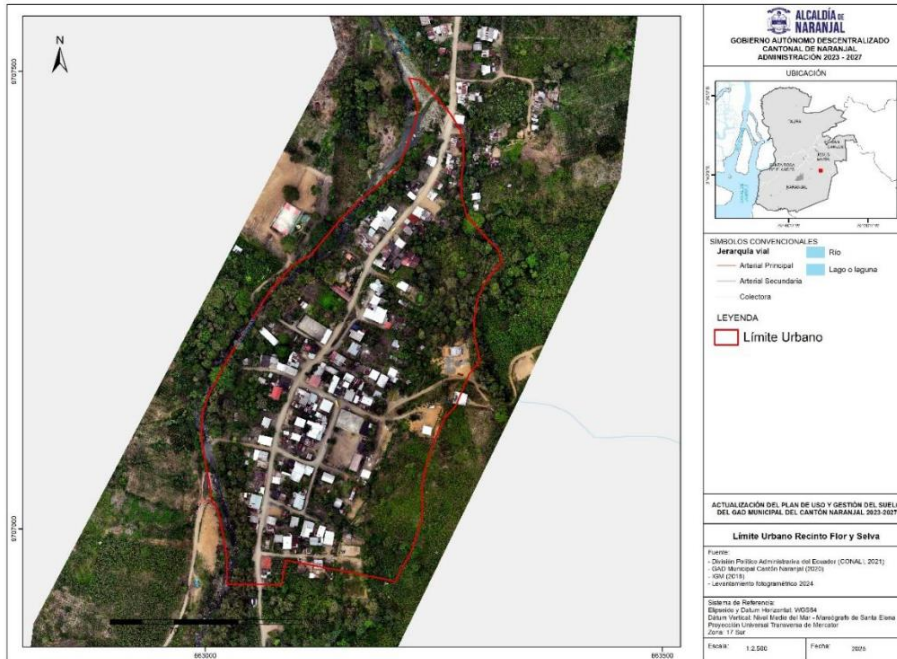 N
9707500
9707000
663000
663500
ALCALDÍA DE
NARANJAL
GOBIERNO AUTÓNOMO DESCENTRALIZADO
CANTONAL DE NARANJAL
ADMINISTRACIÓN 2023 - 2027
UBICACIÓN
NARANJAL
SÍMBOLOS CONVENCIONALES
Jerarquía vial
Arterial Principal
Arterial Secundaria
Colectora
Río
Lago o laguna
LEYENDA
Límite Urbano
ACTUALIZACIÓN DEL PLAN DE USO Y GESTIÓN DEL SUELO
DEL GAD MUNICIPAL DEL CANTÓN NARANJAL 2023-2027
Límite Urbano Recinto Flor y Selva
Fuente:
- División Político Administrativa del Ecuador (CONALI, 2021)
- GAD Municipal Cantón Naranjal (2020)
- IGM (2018)
- Levantamiento fotogramétrico 2024
Sistema de Referencia:
Elipsoide y Datum Horizontal: WGS84
Datum Vertical: Nivel Medio del Mar - Mareógrafo de Santa Elena
Proyección Universal Transversa de Mercator
Zona: 17 Sur
Escala: 1:2.500
Fecha: 2025